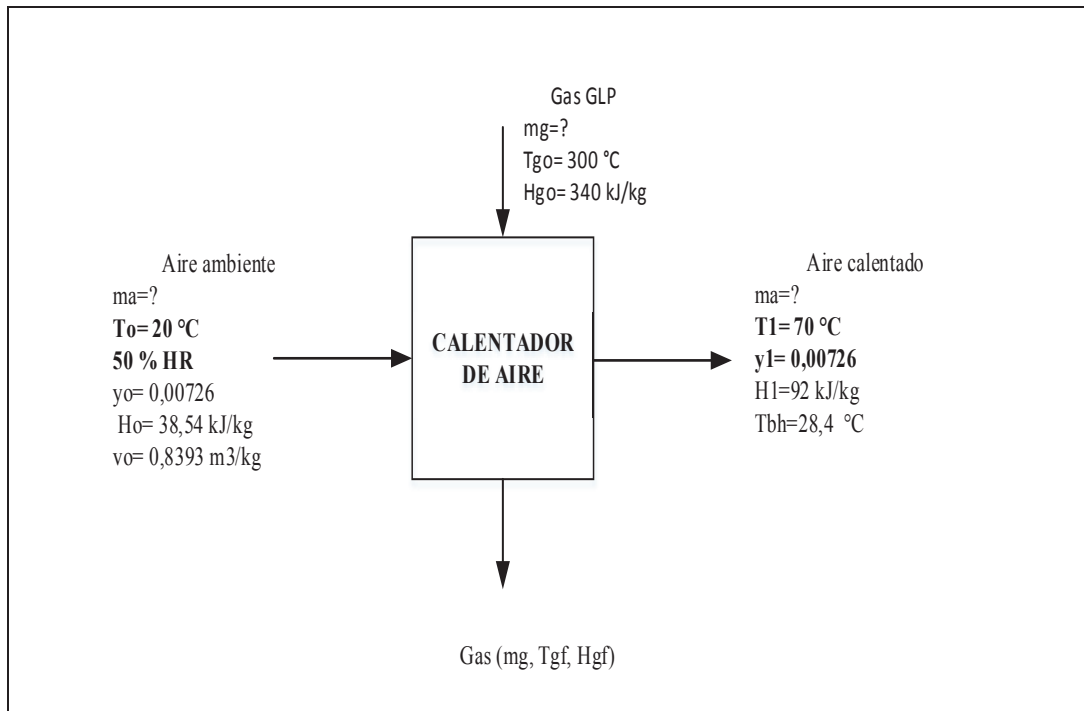 Gas GLP
mg=?
Tgo= 300 °C
Hgo= 340 kJ/kg
Aire ambiente
ma=?
To= 20 °C
50 % HR
yo= 0,00726
Ho= 38,54 kJ/kg
vo= 0,8393 m3/kg
CALENTADOR
DE AIRE
Aire calentado
ma=?
T1= 70 °C
y1= 0,00726
H1=92 kJ/kg
Tbh=28,4 °C
Gas (mg, Tgf, Hgf)